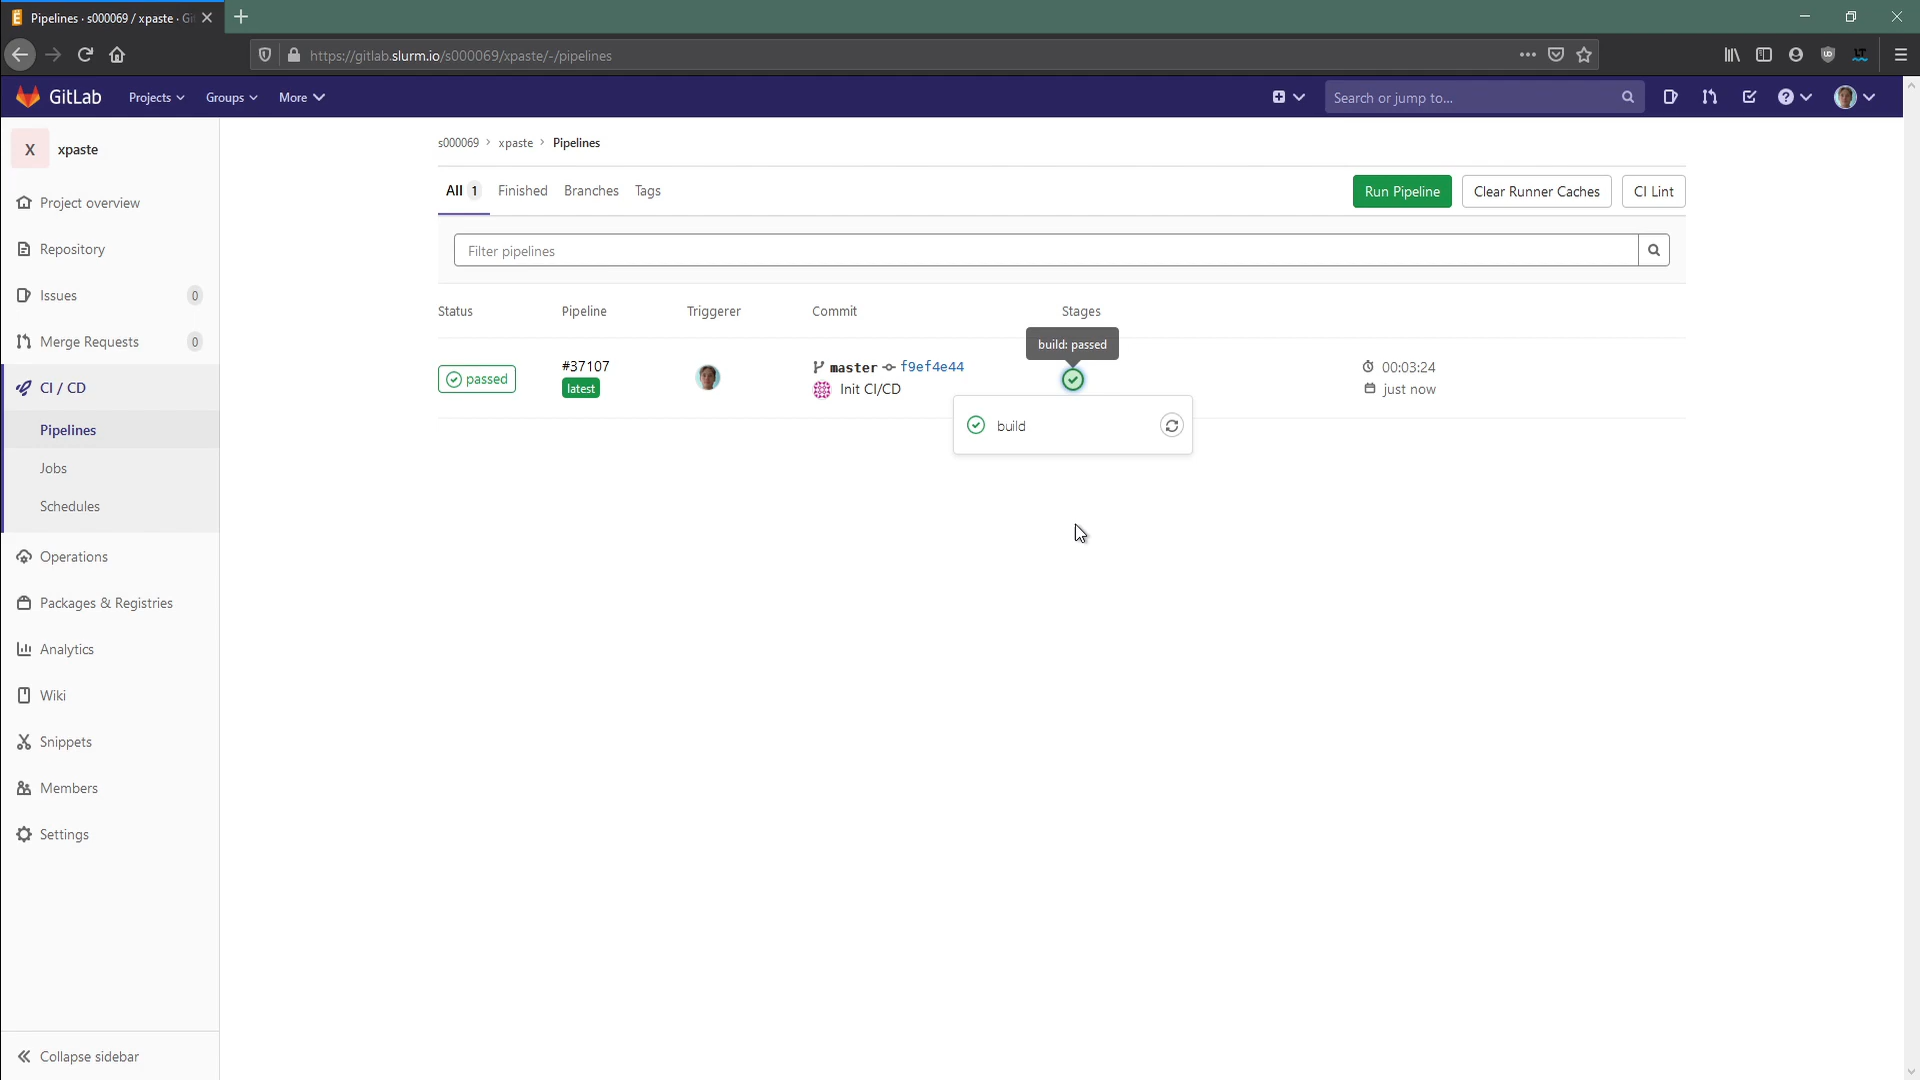 Pipelines · s000069 / xpaste · Gi
https://gitlab.slurm.io/s000069/xpaste/-/pipelines
GitLab Projects Groups More Search or jump to...
X xpaste
Project overview
Repository
Issues 0
Merge Requests 0
CI / CD
Pipelines
Jobs
Schedules
Operations
Packages & Registries
Analytics
Wiki
Snippets
Members
Settings
Collapse sidebar
s000069 › xpaste › Pipelines
All 1 Finished Branches Tags Run Pipeline Clear Runner Caches CI Lint
Filter pipelines
Status Pipeline Triggerer Commit Stages
build: passed
passed #37107 master f9ef4e44 00:03:24
latest Init CI/CD just now
build